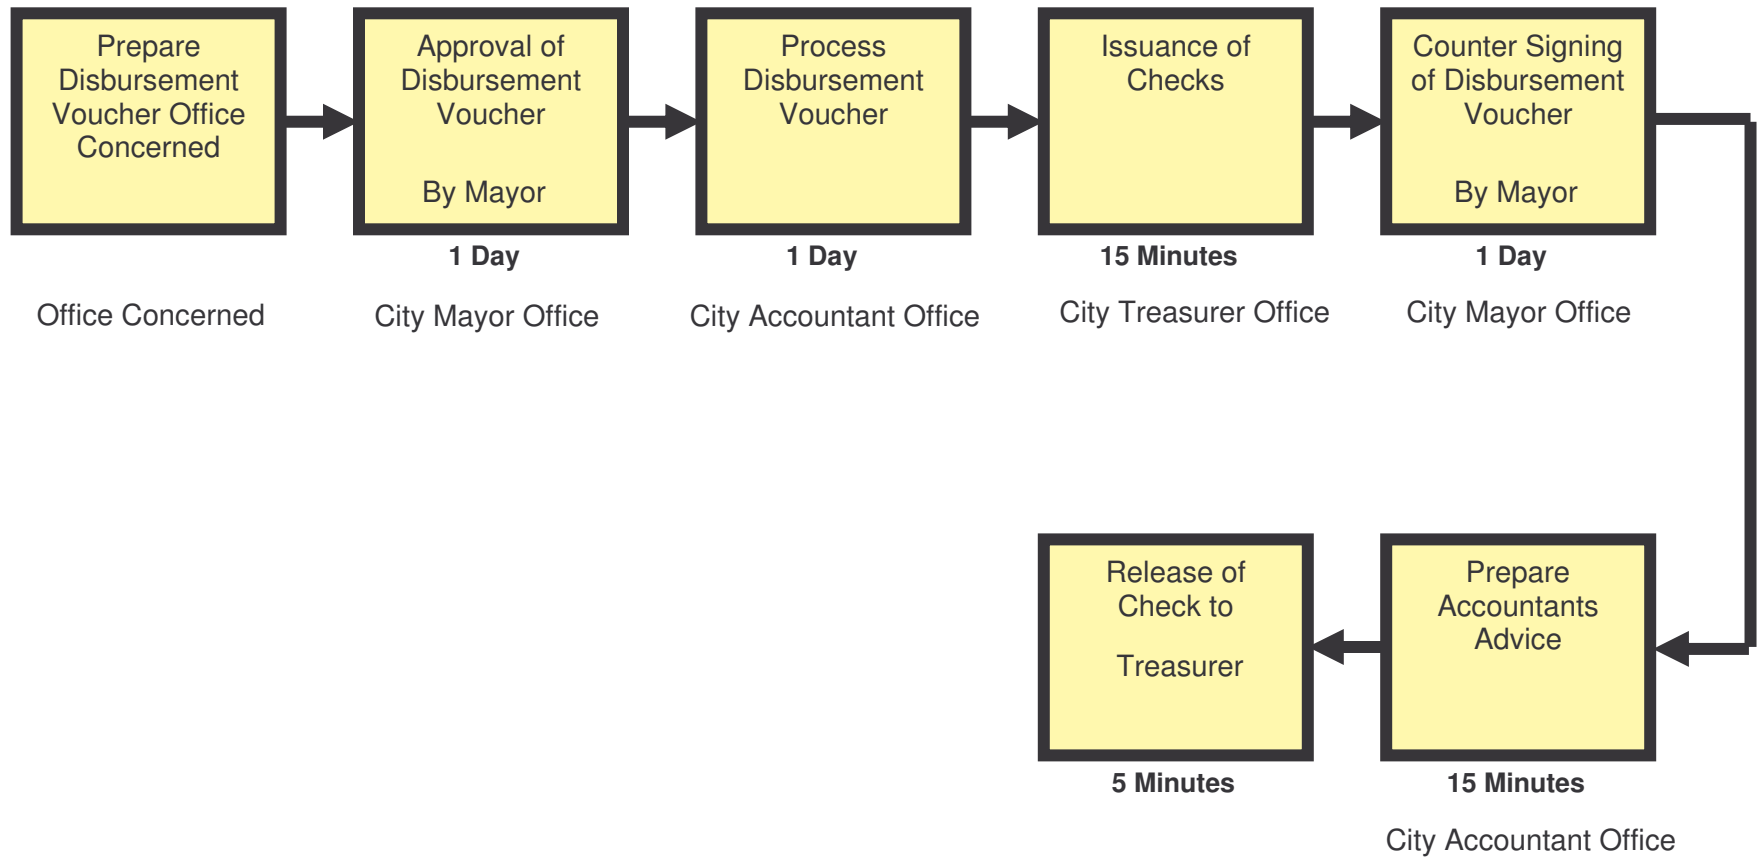 Prepare
Disbursement
Voucher Office
Concerned
Office Concerned
Approval of
Disbursement
Voucher
By Mayor
1 Day
City Mayor Office
Process
Disbursement
Voucher
1 Day
City Accountant Office
Issuance of
Checks
15 Minutes
City Treasurer Office
Counter Signing
of Disbursement
Voucher
By Mayor
1 Day
City Mayor Office
Prepare
Accountants
Advice
15 Minutes
City Accountant Office
Release of
Check to
Treasurer
5 Minutes